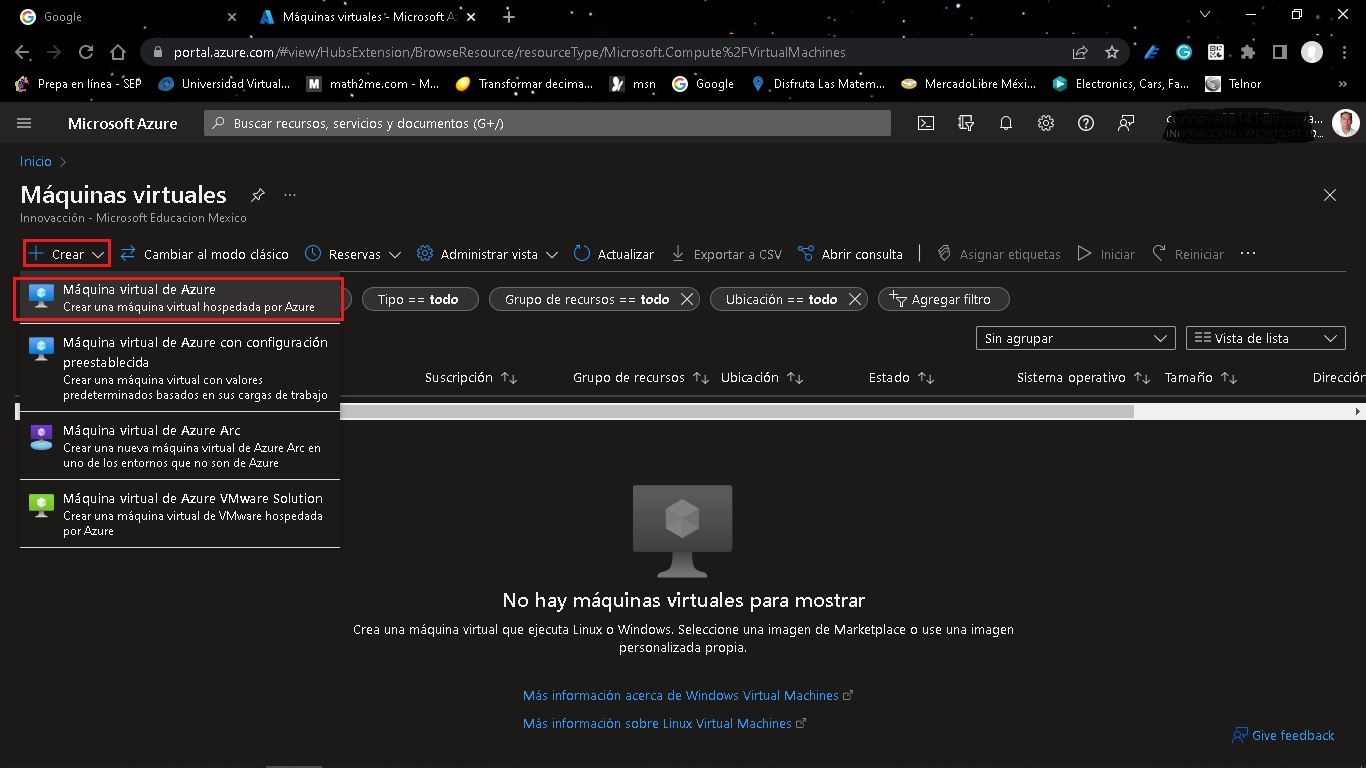 Google
Máquinas virtuales - Microsoft A
portal.azure.com/#view/HubsExtension/BrowseResource/resourceType/Microsoft.Compute%2FVirtualMachines
Prepa en línea - SEP
Universidad Virtual...
math2me.com - M...
Transformar decima...
msn
Google
Disfruta Las Matem...
MercadoLibre Méxi...
Electronics, Cars, Fa...
Telnor
Microsoft Azure
Buscar recursos, servicios y documentos (G+/)
Inicio
Máquinas virtuales
Innovacción - Microsoft Educacion Mexico
Crear
Cambiar al modo clásico
Reservas
Administrar vista
Actualizar
Exportar a CSV
Abrir consulta
Asignar etiquetas
Iniciar
Reiniciar
Máquina virtual de Azure
Crear una máquina virtual hospedada por Azure
Máquina virtual de Azure con configuración
preestablecida
Crear una máquina virtual con valores
predeterminados basados en sus cargas de trabajo
Máquina virtual de Azure Arc
Crear una nueva máquina virtual de Azure Arc en
uno de los entornos que no son de Azure
Máquina virtual de Azure VMware Solution
Crear una máquina virtual de VMware hospedada
por Azure
Tipo == todo
Grupo de recursos == todo
Ubicación == todo
Agregar filtro
Sin agrupar
Vista de lista
Suscripción
Grupo de recursos
Ubicación
Estado
Sistema operativo
Tamaño
Dirección
No hay máquinas virtuales para mostrar
Crea una máquina virtual que ejecuta Linux o Windows. Seleccione una imagen de Marketplace o use una imagen
personalizada propia.
Más información acerca de Windows Virtual Machines
Más información sobre Linux Virtual Machines
Give feedback